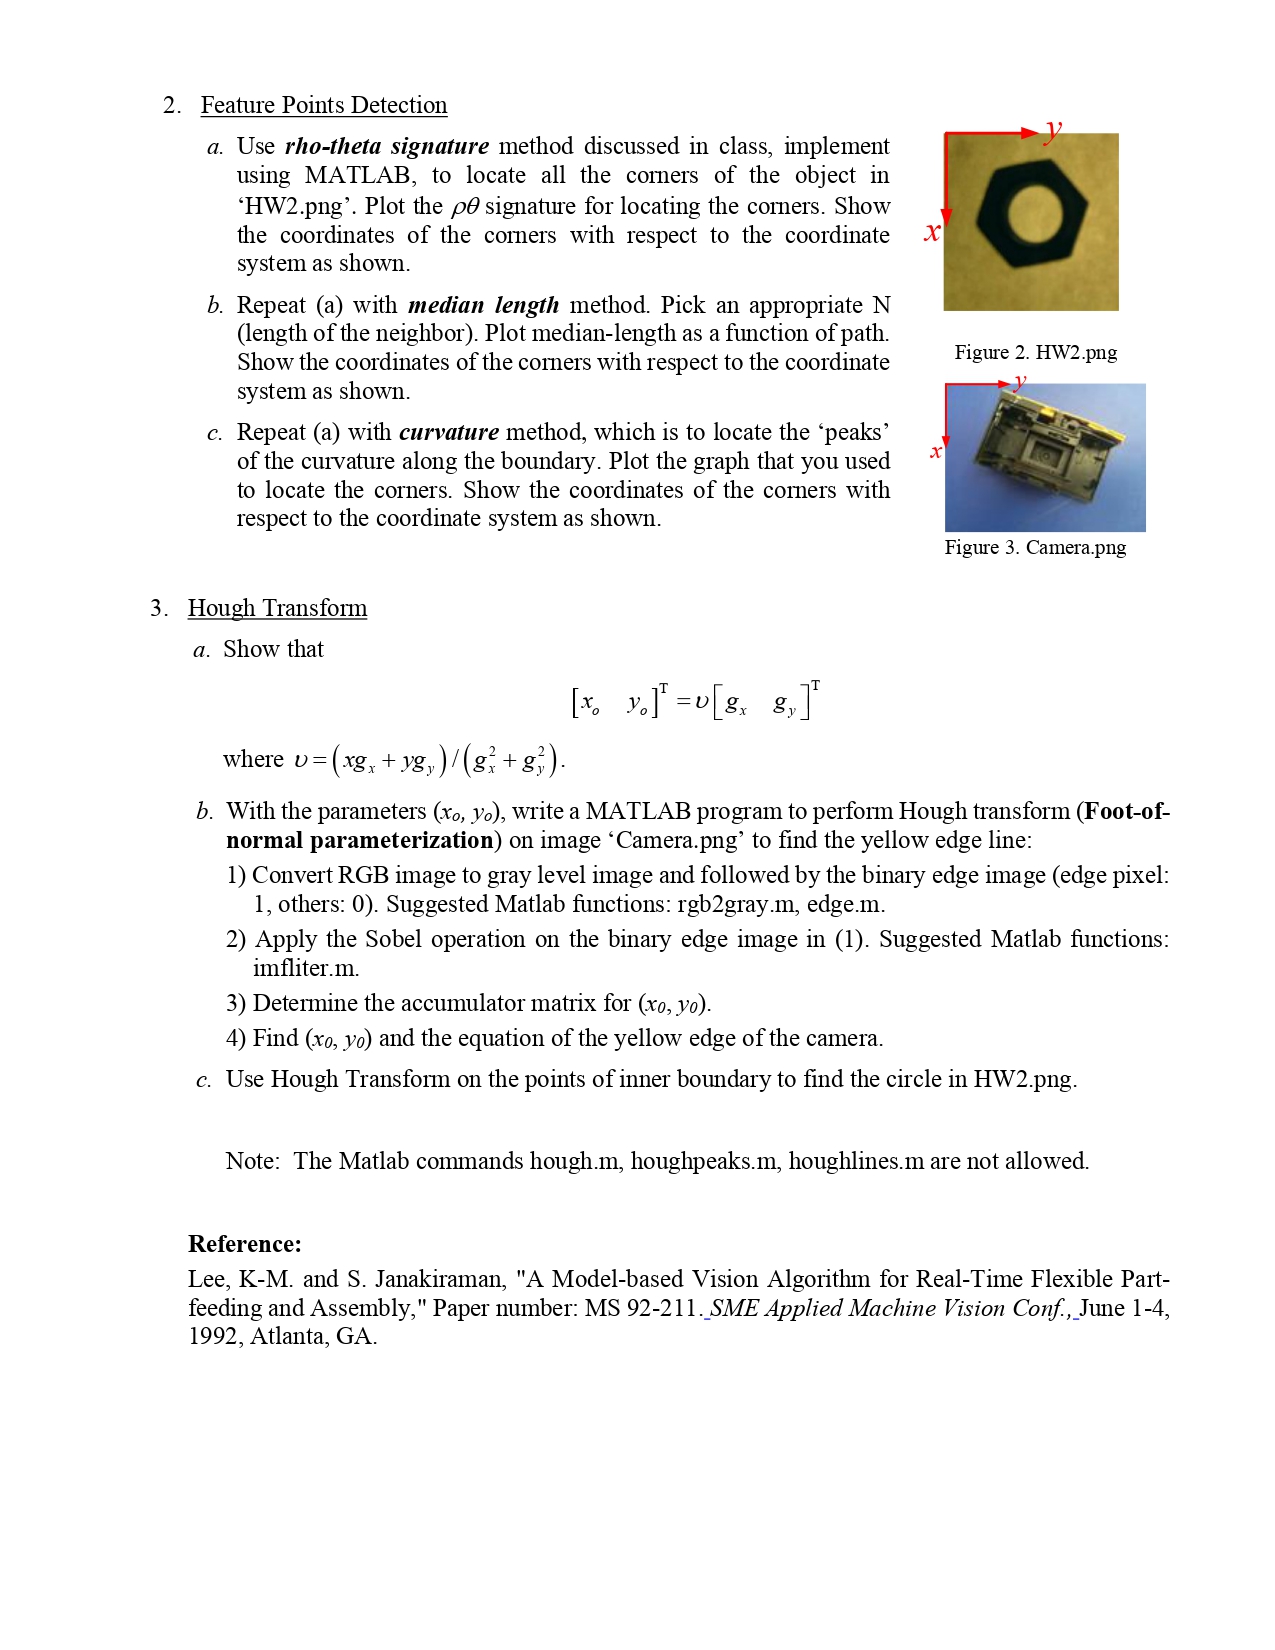 2. Feature Points Detection
a. Use rho-theta signature method discussed in class, implement
using MATLAB, to locate all the corners of the object in
‘HW2.png’. Plot the ρθ signature for locating the corners. Show
the coordinates of the corners with respect to the coordinate
system as shown.
b. Repeat (a) with median length method. Pick an appropriate N
(length of the neighbor). Plot median-length as a function of path.
Show the coordinates of the corners with respect to the coordinate
system as shown.
c. Repeat (a) with curvature method, which is to locate the ‘peaks’
of the curvature along the boundary. Plot the graph that you used
to locate the corners. Show the coordinates of the corners with
respect to the coordinate system as shown.
y
x
Figure 2. HW2.png
y
x
Figure 3. Camera.png
3. Hough Transform
a. Show that
[x_o y_o]^T = υ[g_x g_y]^T
where υ = (xg_x + yg_y) / (g_x^2 + g_y^2).
b. With the parameters (x_o, y_o), write a MATLAB program to perform Hough transform (Foot-of-
normal parameterization) on image ‘Camera.png’ to find the yellow edge line:
1) Convert RGB image to gray level image and followed by the binary edge image (edge pixel:
1, others: 0). Suggested Matlab functions: rgb2gray.m, edge.m.
2) Apply the Sobel operation on the binary edge image in (1). Suggested Matlab functions:
imfliter.m.
3) Determine the accumulator matrix for (x_0, y_0).
4) Find (x_0, y_0) and the equation of the yellow edge of the camera.
c. Use Hough Transform on the points of inner boundary to find the circle in HW2.png.
Note: The Matlab commands hough.m, houghpeaks.m, houghlines.m are not allowed.
Reference:
Lee, K-M. and S. Janakiraman, "A Model-based Vision Algorithm for Real-Time Flexible Part-
feeding and Assembly," Paper number: MS 92-211. SME Applied Machine Vision Conf., June 1-4,
1992, Atlanta, GA.